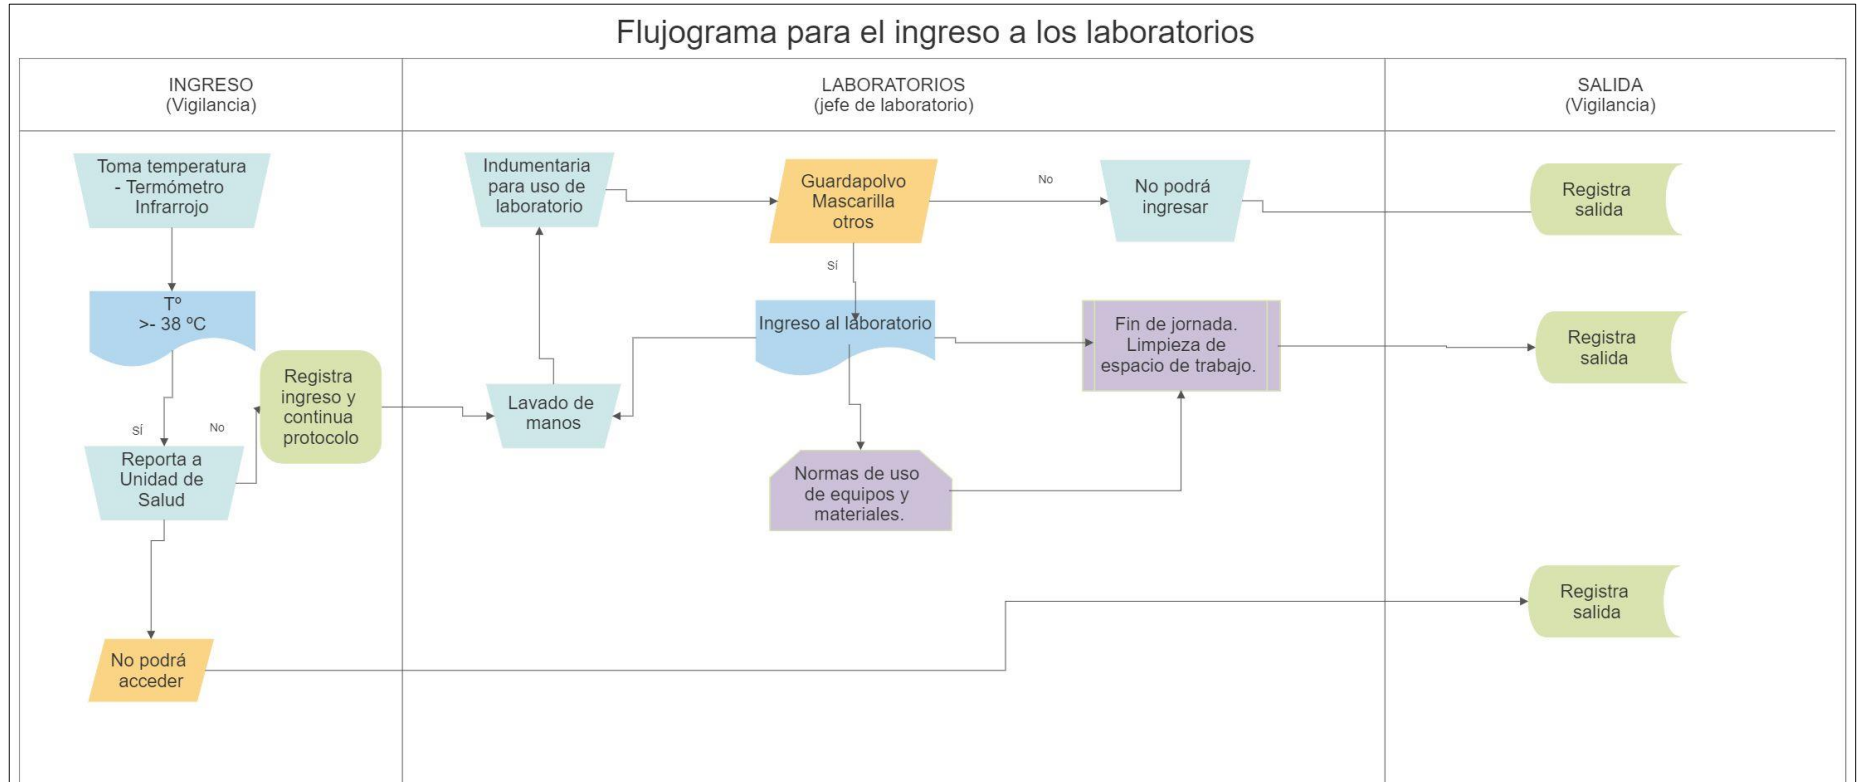 Flujograma para el ingreso a los laboratorios
INGRESO
(Vigilancia)
LABORATORIOS
(jefe de laboratorio)
SALIDA
(Vigilancia)
Toma temperatura
- Termómetro
Infrarrojo
Tº
>- 38 ºC
SÍ
No
Registra
ingreso y
continua
protocolo
Reporta a
Unidad de
Salud
No podrá
acceder
Indumentaria
para uso de
laboratorio
Guardapolvo
Mascarilla
otros
No
No podrá
ingresar
Sí
Ingreso al laboratorio
Fin de jornada.
Limpieza de
espacio de trabajo.
Lavado de
manos
Normas de uso
de equipos y
materiales.
Registra
salida
Registra
salida
Registra
salida